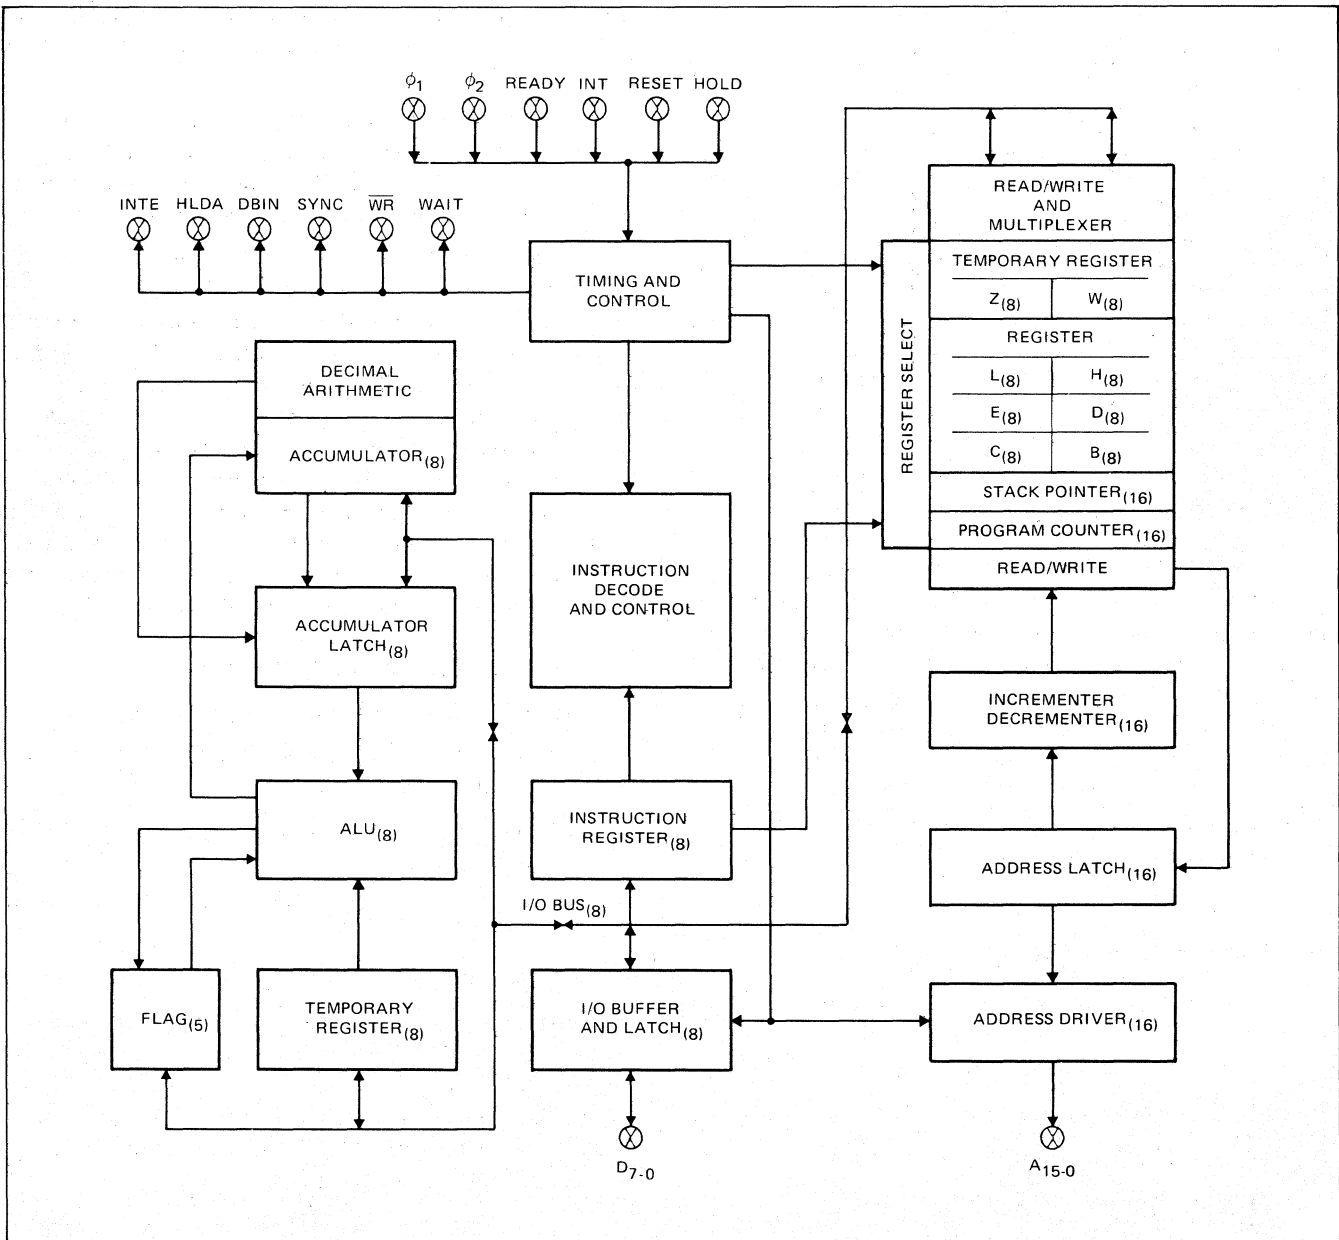 ϕ1 ϕ2 READY INT RESET HOLD
INTE HLDA DBIN SYNC W̅R̅ WAIT
TIMING AND
CONTROL
READ/WRITE
AND
MULTIPLEXER
REGISTER SELECT
TEMPORARY REGISTER
Z(8) W(8)
REGISTER
L(8) H(8)
E(8) D(8)
C(8) B(8)
STACK POINTER(16)
PROGRAM COUNTER(16)
READ/WRITE
DECIMAL
ARITHMETIC
ACCUMULATOR(8)
INSTRUCTION
DECODE
AND CONTROL
ACCUMULATOR
LATCH(8)
INCREMENTER
DECREMENTER(16)
ALU(8)
INSTRUCTION
REGISTER(8)
ADDRESS LATCH(16)
I/O BUS(8)
FLAG(5)
TEMPORARY
REGISTER(8)
I/O BUFFER
AND LATCH(8)
ADDRESS DRIVER(16)
D7-0
A15-0